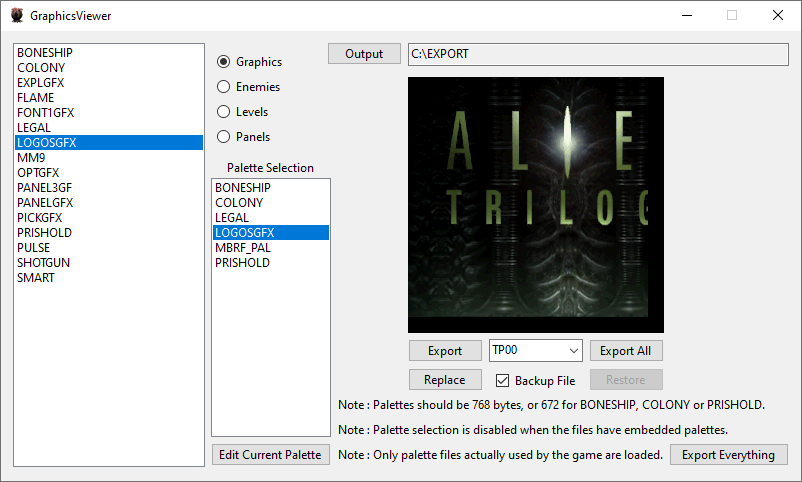 GraphicsViewer
BONESHIP
COLONY
EXPLGFX
FLAME
FONT1GFX
LEGAL
LOGOSGFX
MM9
OPTGFX
PANEL3GF
PANELGFX
PICKGFX
PRISHOLD
PULSE
SHOTGUN
SMART
Graphics
Enemies
Levels
Panels
Palette Selection
BONESHIP
COLONY
LEGAL
LOGOSGFX
MBRF_PAL
PRISHOLD
Edit Current Palette
Output
C:\EXPORT
ALIE
TRILOG
Export
TP00
Export All
Replace
Backup File
Restore
Note : Palettes should be 768 bytes, or 672 for BONESHIP, COLONY or PRISHOLD.
Note : Palette selection is disabled when the files have embedded palettes.
Note : Only palette files actually used by the game are loaded.
Export Everything